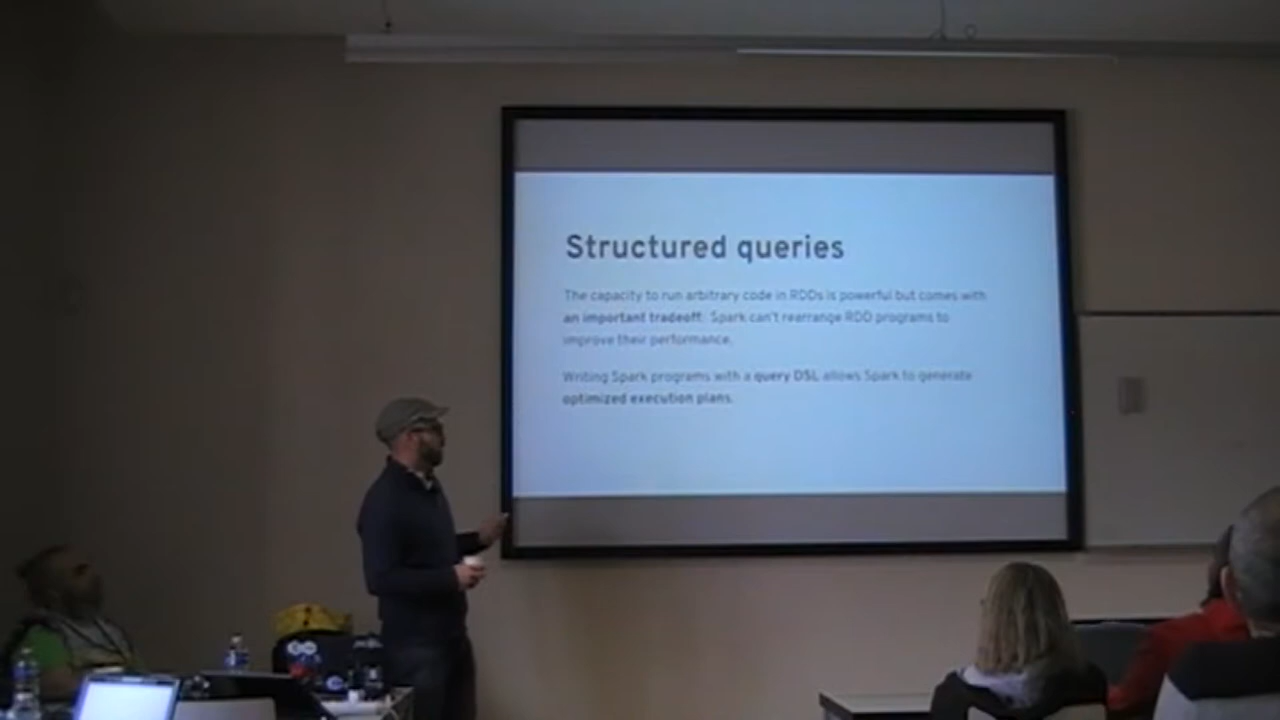 Structured queries
The capacity to run arbitrary code in RDDs is powerful but comes with
an important tradeoff: Spark can't rearrange RDD programs to
improve their performance.
Writing Spark programs with a query DSL allows Spark to generate
optimized execution plans.